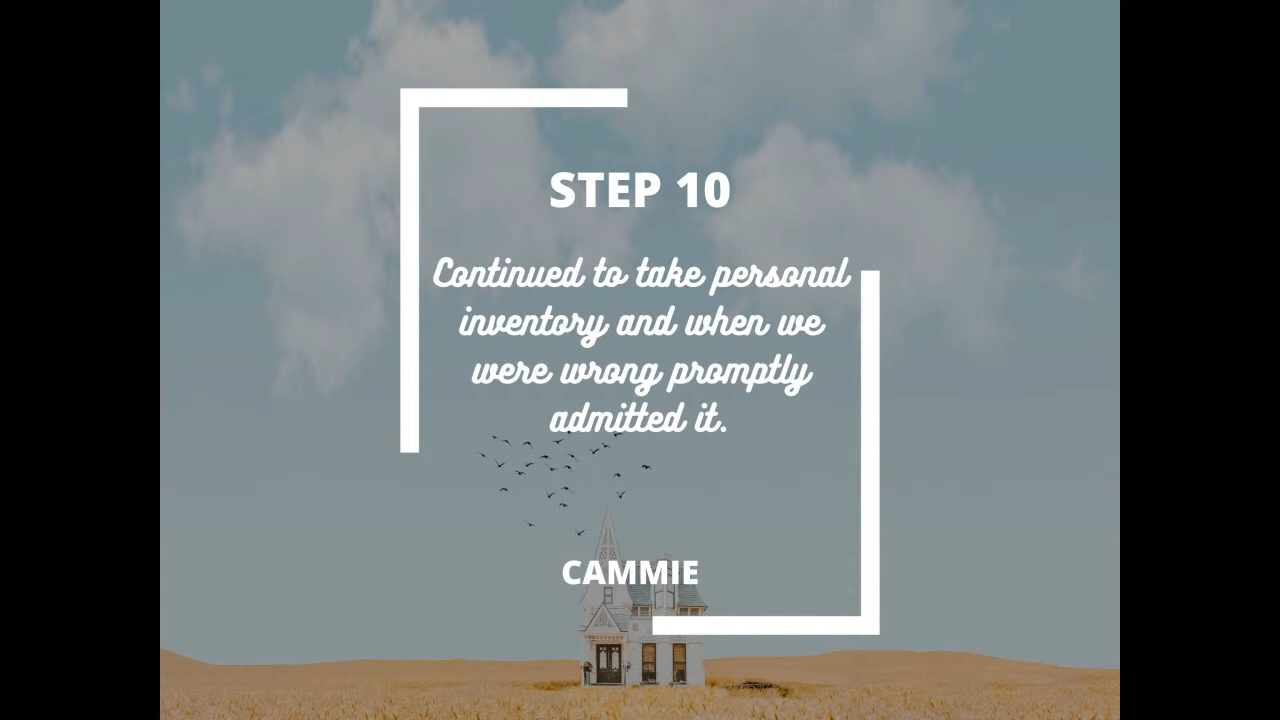 STEP 10
Continued to take personal
inventory and when we
were wrong promptly
admitted it.
CAMMIE